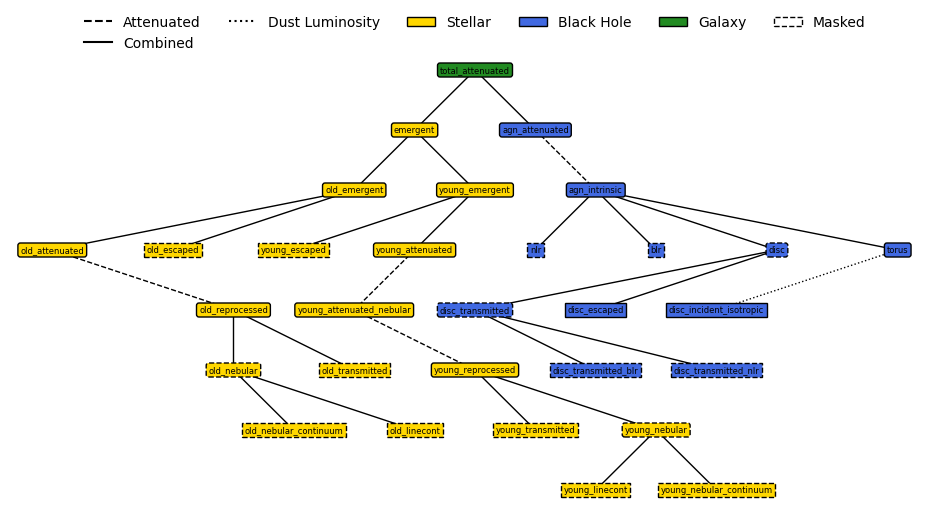 Attenuated Dust Luminosity Stellar Black Hole Galaxy Masked
Combined
total_attenuated
emergent agn_attenuated
old_emergent young_emergent agn_intrinsic
old_attenuated old_escaped young_escaped young_attenuated nlr blr disc torus
old_reprocessed young_attenuated_nebular disc_transmitted disc_escaped disc_incident_isotropic
old_nebular old_transmitted young_reprocessed disc_transmitted_blr disc_transmitted_nlr
old_nebular_continuum old_linecont young_transmitted young_nebular
young_linecont young_nebular_continuum